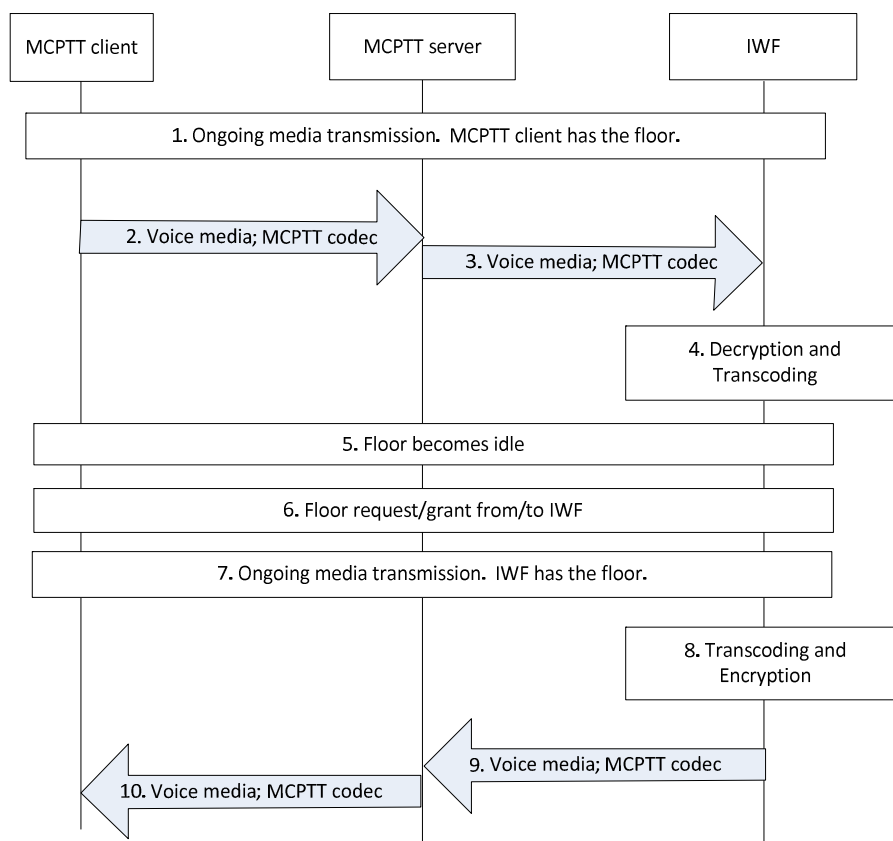 MCPTT client
MCPTT server
IWF
1. Ongoing media transmission. MCPTT client has the floor.
2. Voice media; MCPTT codec
3. Voice media; MCPTT codec
4. Decryption and
Transcoding
5. Floor becomes idle
6. Floor request/grant from/to IWF
7. Ongoing media transmission. IWF has the floor.
8. Transcoding and
Encryption
9. Voice media; MCPTT codec
10. Voice media; MCPTT codec